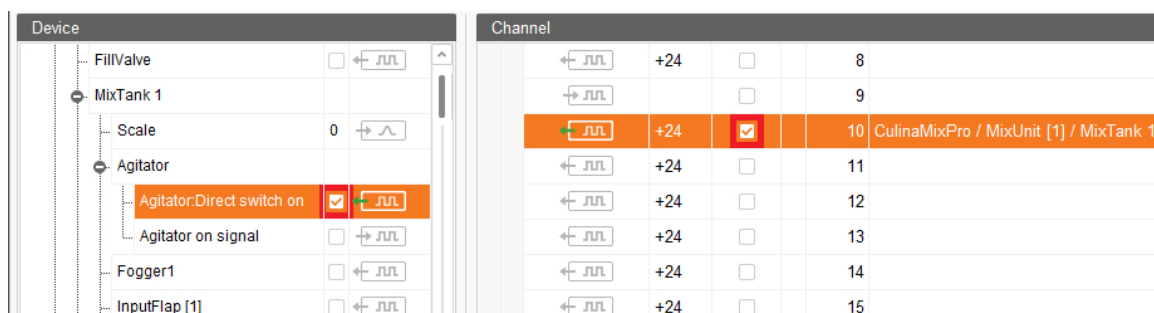 Device
FillValve
MixTank 1
Scale 0
Agitator
Agitator:Direct switch on
Agitator on signal
Fogger1
InputFlap [1]
Channel
+24 8
9
+24 10 CulinaMixPro / MixUnit [1] / MixTank 1
+24 11
+24 12
+24 13
+24 14
+24 15